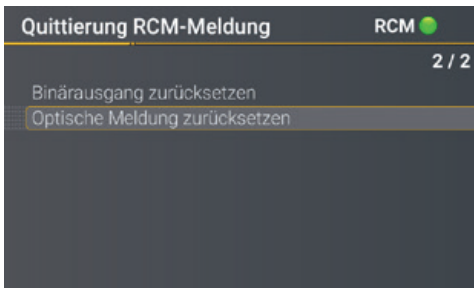 Quittierung RCM-Meldung RCM
2 / 2
Binärausgang zurücksetzen
Optische Meldung zurücksetzen